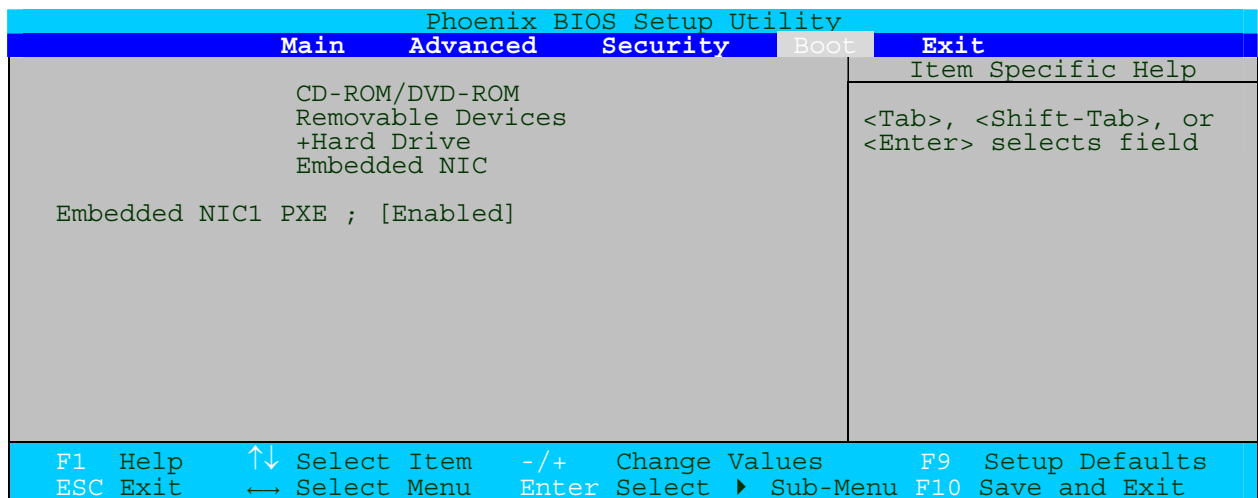 Phoenix BIOS Setup Utility
Main Advanced Security Boot Exit
CD-ROM/DVD-ROM
Removable Devices
+Hard Drive
Embedded NIC
Embedded NIC1 PXE ; [Enabled]
Item Specific Help
<Tab>, <Shift-Tab>, or
<Enter> selects field
F1 Help ↑↓ Select Item -/+ Change Values F9 Setup Defaults
ESC Exit ←→ Select Menu Enter Select ▶ Sub-Menu F10 Save and Exit